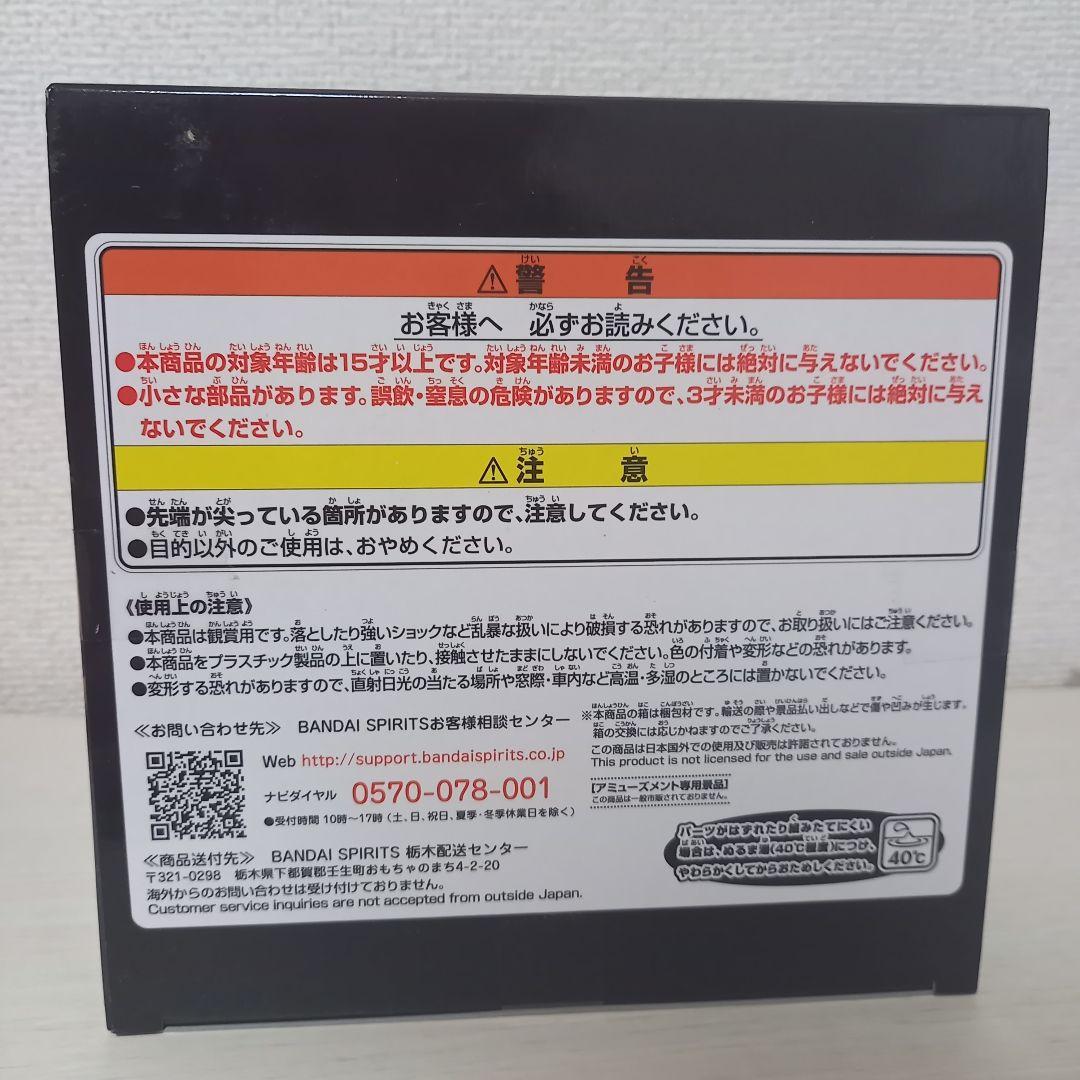 ⚠警告
お客様へ 必ずお読みください。
●本商品の対象年齢は15才以上です。対象年齢未満のお子様には絶対に与えないでください。
●小さな部品があります。誤飲・窒息の危険がありますので、3才未満のお子様には絶対に与え
ないでください。
⚠注意
●先端が尖っている箇所がありますので、注意してください。
●目的以外のご使用は、おやめください。
《使用上の注意》
●本商品は観賞用です。落としたり強いショックなど乱暴な扱いにより破損する恐れがありますので、お取り扱いにはご注意ください。
●本商品をプラスチック製品の上に置いたり、接触させたままにしないでください。色の付着や変形などの恐れがあります。
●変形する恐れがありますので、直射日光の当たる場所や窓際・車内など高温・多湿のところには置かないでください。
≪お問い合わせ先≫ BANDAI SPIRITSお客様相談センター
Web http://support.bandaispirits.co.jp
ナビダイヤル 0570-078-001
●受付時間 10時～17時（土、日、祝日、夏季・冬季休業日を除く）
≪商品送付先≫ BANDAI SPIRITS 栃木配送センター
〒321-0298 栃木県下都賀郡壬生町おもちゃのまち4-2-20
海外からのお問い合わせは受け付けておりません。
Customer service inquiries are not accepted from outside Japan.
※本商品の箱は梱包材です。輸送の際や景品払い出しなどで傷や凹みが生じます。
箱の交換には応じかねますのでご了承ください。
この商品は日本国外での使用及び販売は許諾されておりません。
This product is not licensed for the use and sale outside Japan.
[アミューズメント専用景品]
この商品は一般市販されておりません。
パーツがはずれたり組みたてにくい
場合は、ぬるま湯(40℃程度)につけ、
やわらかくしてからおためしください。
40℃